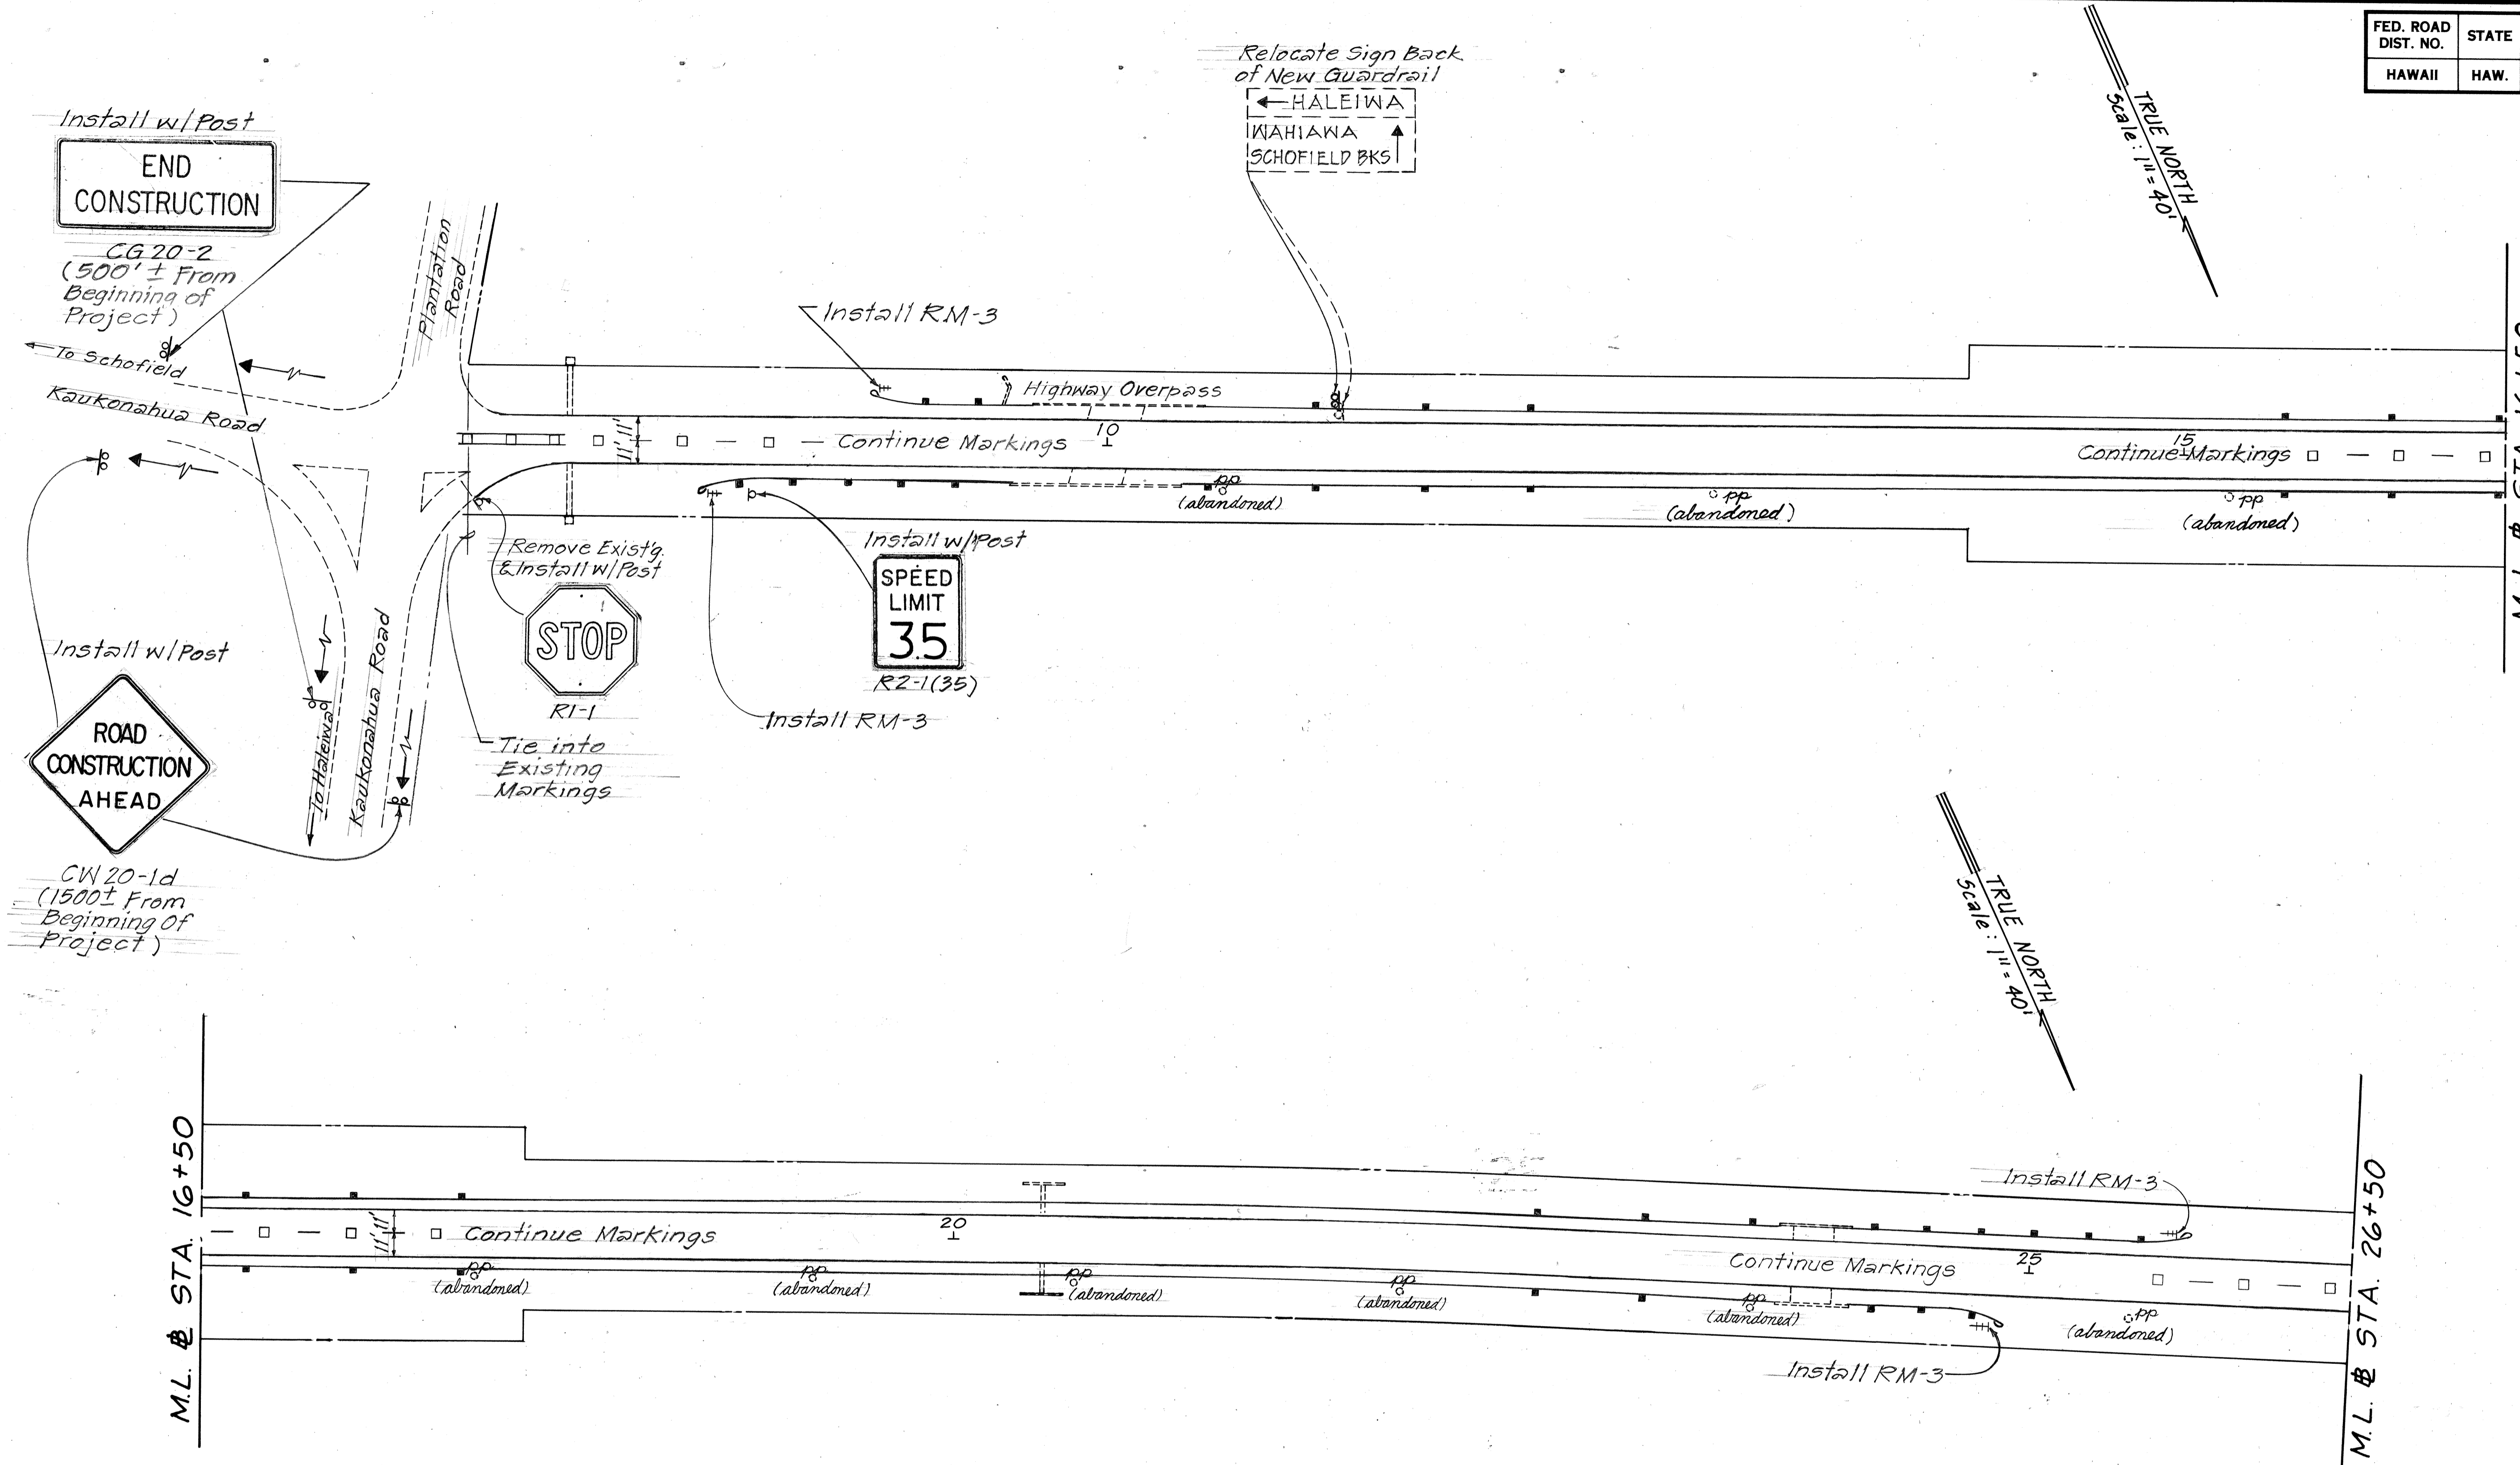 FED. ROAD
DIST. NO.
STATE
HAWAII
HAW.
Relocate Sign Back
of New Guardrail
← HALEIWA
WAHIAWA ↑
SCHOFIELD BKS
TRUE NORTH
Scale: 1" = 40'
Install w/Post
END
CONSTRUCTION
CG 20-2
(500' ± From
Beginning of
Project)
Plantation
Road
To Schofield
Kaukonahua Road
Install RM-3
Highway Overpass
11' 11'
Continue Markings
10
15
Continue Markings
pp
(abandoned)
pp
(abandoned)
pp
(abandoned)
Remove Exist'g.
& Install w/Post
STOP
R1-1
Install w/Post
SPEED
LIMIT
35
R2-1(35)
Install RM-3
Tie into
Existing
Markings
Install w/Post
ROAD
CONSTRUCTION
AHEAD
CW 20-1d
(1500± From
Beginning Of
Project)
To Haleiwa
Kaukonahua Road
TRUE NORTH
Scale: 1" = 40'
M.L. B STA. 16+50
11' 11'
Continue Markings
20
Install RM-3
Continue Markings
25
pp
(abandoned)
pp
(abandoned)
pp
(abandoned)
pp
(abandoned)
pp
(abandoned)
pp
(abandoned)
Install RM-3
M.L. B STA. 26+50